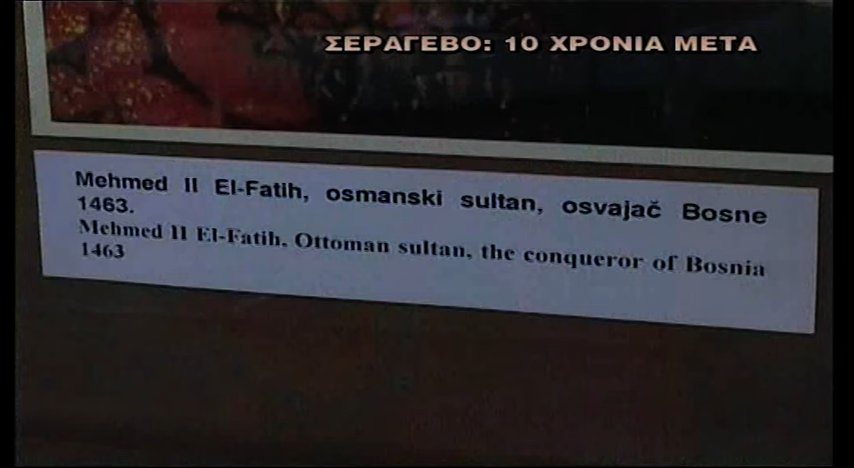 ΣΕΡΑΓΕΒΟ: 10 ΧΡΟΝΙΑ ΜΕΤΑ
Mehmed II El-Fatih, osmanski sultan, osvajač Bosne
1463.
Mehmed II El-Fatih, Ottoman sultan, the conqueror of Bosnia
1463